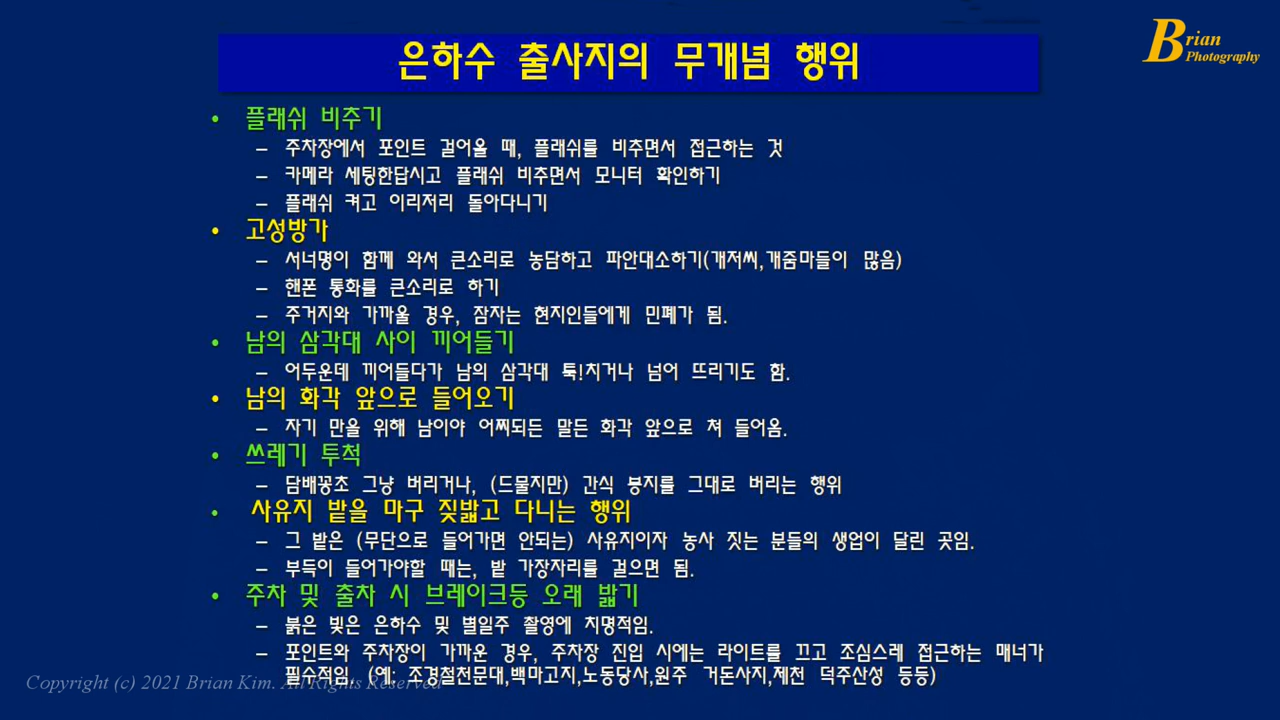 은하수 출사지의 무개념 행위
Brian
Photography
• 플래쉬 비추기
– 주차장에서 포인트 걸어올 때, 플래쉬를 비추면서 접근하는 것
– 카메라 세팅한답시고 플래쉬 비추면서 모니터 확인하기
– 플래쉬 켜고 이리저리 돌아다니기
• 고성방가
– 서너명이 함께 와서 큰소리로 농담하고 파안대소하기(개저씨,개줌마들이 많음)
– 핸폰 통화를 큰소리로 하기
– 주거지와 가까울 경우, 잠자는 현지인들에게 민폐가 됨.
• 남의 삼각대 사이 끼어들기
– 어두운데 끼어들다가 남의 삼각대 툭!치거나 넘어 뜨리기도 함.
• 남의 화각 앞으로 들어오기
– 자기 만을 위해 남이야 어찌되든 말든 화각 앞으로 쳐 들어옴.
• 쓰레기 투척
– 담배꽁초 그냥 버리거나, (드물지만) 간식 봉지를 그대로 버리는 행위
• 사유지 밭을 마구 짖밟고 다니는 행위
– 그 밭은 (무단으로 들어가면 안되는) 사유지이자 농사 짓는 분들의 생업이 달린 곳임.
– 부득이 들어가야할 때는, 밭 가장자리를 걸으면 됨.
• 주차 및 출차 시 브레이크등 오래 밟기
– 붉은 빛은 은하수 및 별일주 촬영에 치명적임.
– 포인트와 주차장이 가까운 경우, 주차장 진입 시에는 라이트를 끄고 조심스레 접근하는 매너가
필수적임. (예: 조경철천문대,백마고지,노동당사,원주 거돈사지,제천 덕주산성 등등)
Copyright (c) 2021 Brian Kim. All Rights Reserved